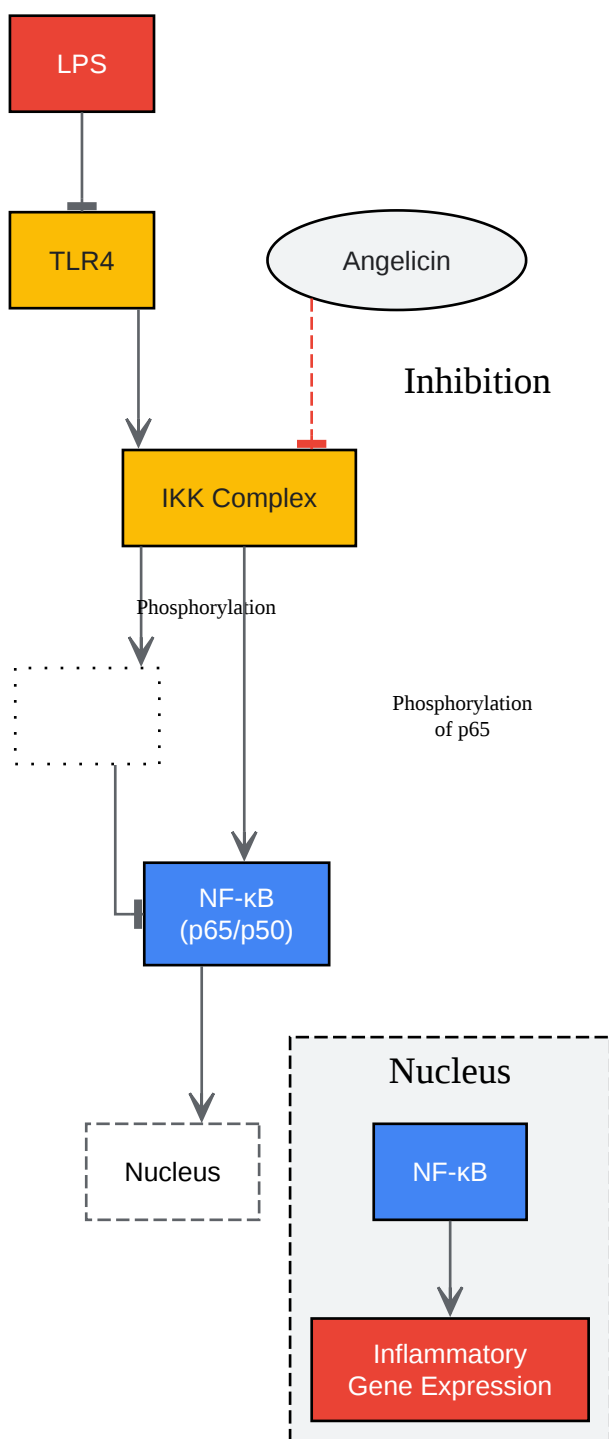 LPS
TLR4
Angelicin
Inhibition
IKK Complex
Phosphorylation
Phosphorylation
of p65
NF-κB
(p65/p50)
Nucleus
Nucleus
NF-κB
Inflammatory
Gene Expression